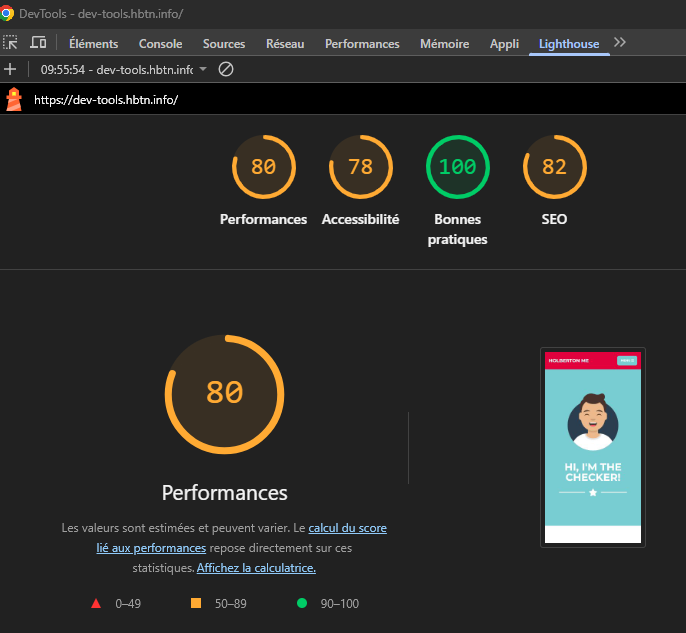 DevTools - dev-tools.hbtn.info/
Éléments Console Sources Réseau Performances Mémoire Appli Lighthouse
09:55:54 - dev-tools.hbtn.info
https://dev-tools.hbtn.info/
80 78 100 82
Performances Accessibilité Bonnes pratiques SEO
80
Performances
Les valeurs sont estimées et peuvent varier. Le calcul du score
lié aux performances repose directement sur ces
statistiques. Affichez la calculatrice.
0–49 50–89 90–100
HOLBERTON ME
HI, I'M THE
CHECKER!